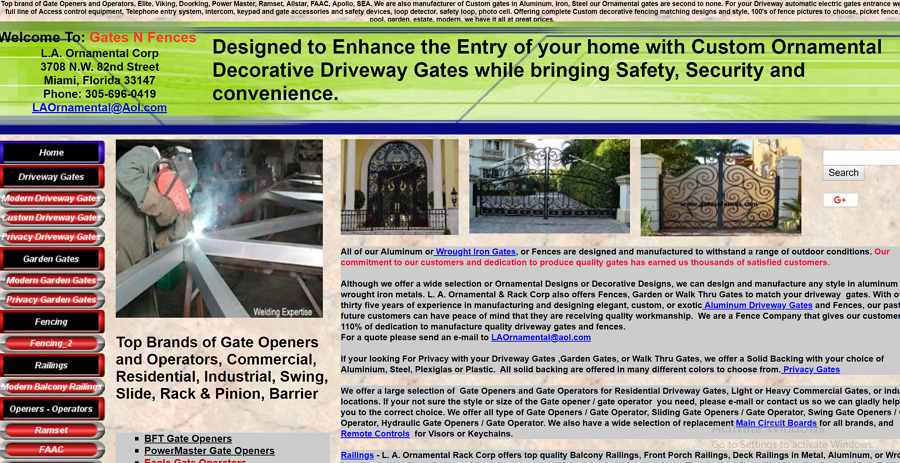 Top brand of Gate Openers and Operators, Elite, Viking, Doorking, Power Master, Ramset, Allstar, FAAC, Apolo, SEA. We are also manufacturer of Custom gates in Aluminum, Iron, Steel our Ornamental gates are second to none. For your Driveway automatic electric gates entrance we
full line of Access control equipment, Telephone entry system, intercom, keypad and gate accessories and safety devices, loop detector, safety loop, photo cell. Offering complete Custom decorative fencing matching designs and style, 100's of fence pictures to choose, picket fence,
pool, garden, estate, modern, we have it all at great prices.
Welcome To: Gates N Fences
L.A. Ornamental Corp
3708 N.W. 82nd Street
Miami, Florida 33147
Phone: 305-696-0419
LAOrnamental@Aol.com
Designed to Enhance the Entry of your home with Custom Ornamental
Decorative Driveway Gates while bringing Safety, Security and
convenience.
Home
Driveway Gates
Modern Driveway Gates
Custom Driveway Gates
Privacy Driveway Gates
Garden Gates
Modern Garden Gates
Privacy Garden Gates
Fencing
Fencing_2
Railings
Modern Balcony Railings
Openers - Operators
Ramset
FAAC
Welding Expertise
Top Brands of Gate Openers
and Operators, Commercial,
Residential, Industrial, Swing,
Slide, Rack & Pinion, Barrier
BFT Gate Openers
PowerMaster Gate Openers
Eagle Gate Operators
Search
G+
All of our Aluminum or Wrought Iron Gates, or Fences are designed and manufactured to withstand a range of outdoor conditions. Our
commitment to our customers and dedication to produce quality gates has earned us thousands of satisfied customers.
Although we offer a wide selection or Ornamental Designs or Decorative Designs, we can design and manufacture any style in aluminum
wrought iron metals. L. A. Ornamental & Rack Corp also offers Fences, Garden or Walk Thru Gates to match your driveway gates. With ov
thirty five years of experience in manufacturing and designing elegant, custom, or exotic Aluminum Driveway Gates and Fences, our past
future customers can have peace of mind that they are receiving quality workmanship. We are a Fence Company that gives our customer
110% of dedication to manufacture quality driveway gates and fences.
For a quote please send an e-mail to LAOrnamental@aol.com
If your looking For Privacy with your Driveway Gates ,Garden Gates, or Walk Thru Gates, we offer a Solid Backing with your choice of
Aluminium, Steel, Plexiglas or Plastic. All solid backing are offered in many different colors to choose from. Privacy Gates
We offer a large selection of Gate Openers and Gate Operators for Residential Driveway Gates, Light or Heavy Commercial Gates, or indu
locations. If your not sure the style or size of the Gate opener / gate operator you need, please e-mail or contact us so we can gladly help
you to the correct choice. We offer all type of Gate Openers / Gate Operator, Sliding Gate Openers / Gate Operator, Swing Gate Openers /
Operator, Hydraulic Gate Openers / Gate Operator. We also have a wide selection of replacement Main Circuit Boards for all brands, and
Remote Controls for Visors or Keychains.
Activate Windows
Go to Settings to activate Windows.
Railings - L. A. Ornamental Rack Corp offers top quality Balcony Railings, Front Porch Railings, Deck Railings in Metal, Aluminum, or Wro